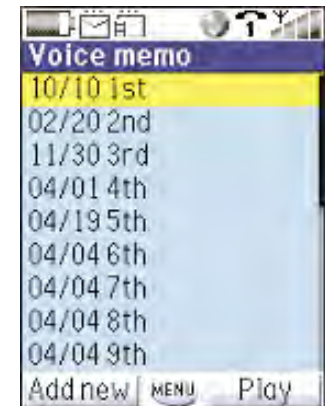 Voice memo
10/10 1st
02/20 2nd
11/30 3rd
04/01 4th
04/19 5th
04/04 6th
04/04 7th
04/04 8th
04/04 9th
Add new MENU Play